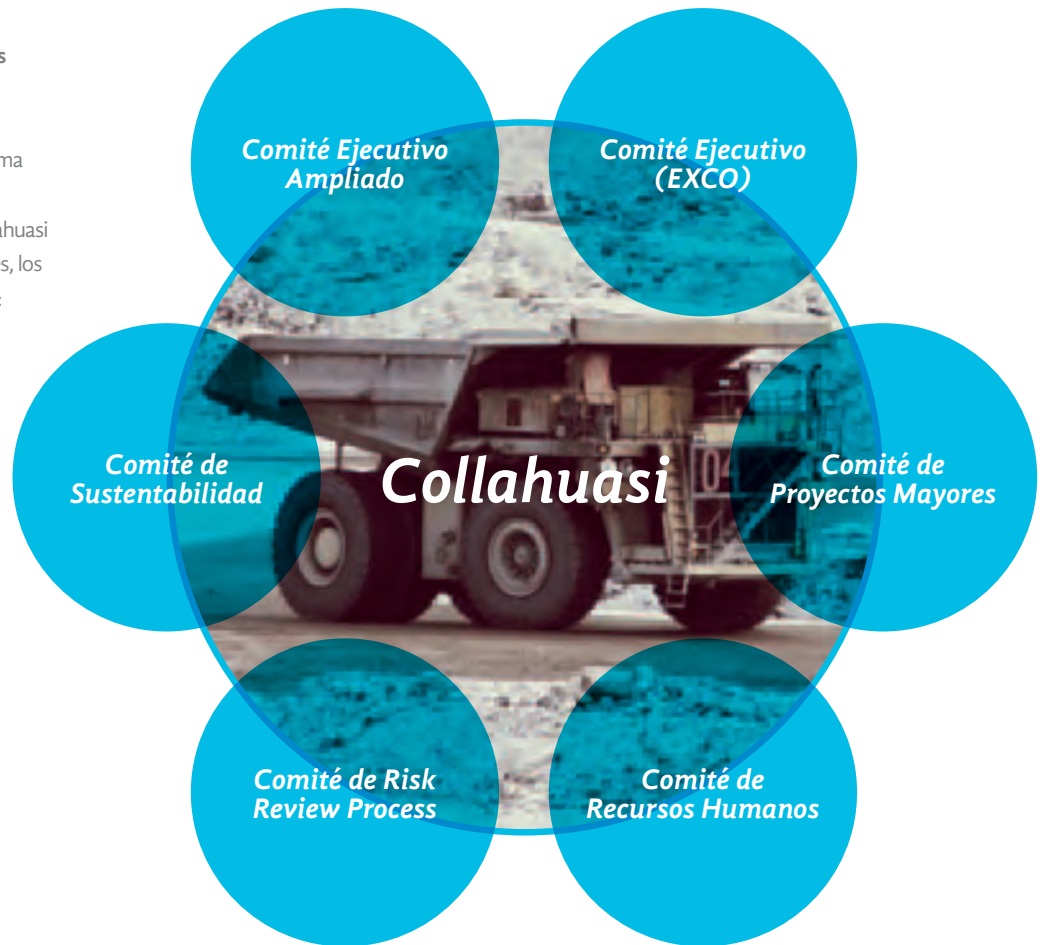 Comité Ejecutivo
Ampliado
Comité Ejecutivo
(EXCO)
Comité de
Sustentabilidad
Collahuasi
04
Comité de
Proyectos Mayores
Comité de Risk
Review Process
Comité de
Recursos Humanos